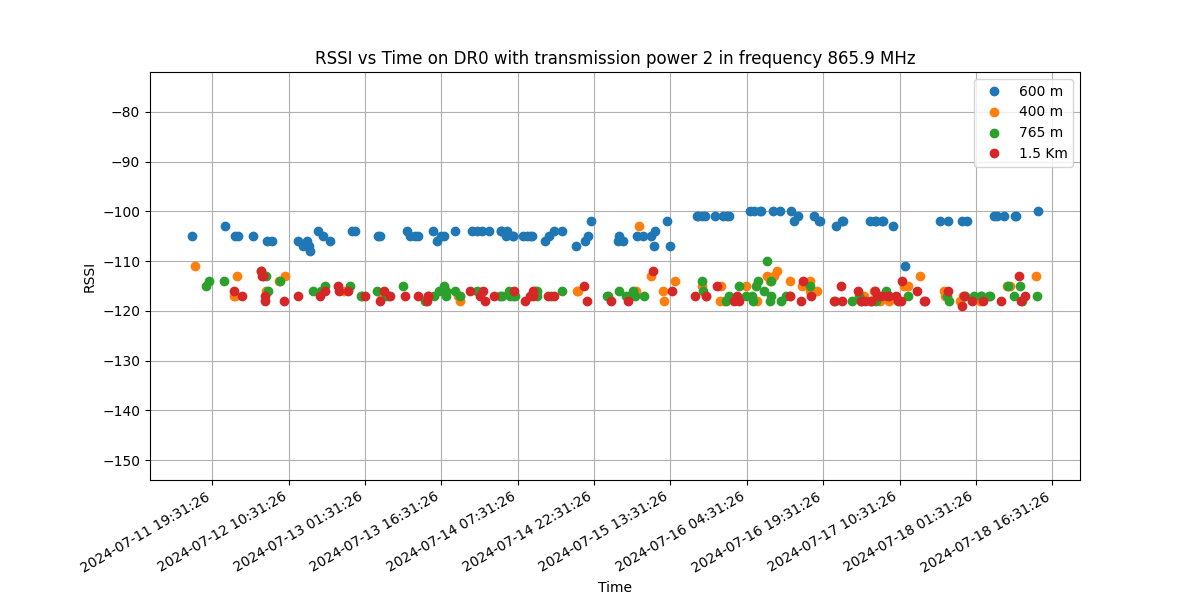 RSSI vs Time on DR0 with transmission power 2 in frequency 865.9 MHz
600 m
400 m
765 m
1.5 Km
−80
−90
−100
−110
−120
−130
−140
−150
RSSI
2024-07-11 19:31:26
2024-07-12 10:31:26
2024-07-13 01:31:26
2024-07-13 16:31:26
2024-07-14 07:31:26
2024-07-14 22:31:26
2024-07-15 13:31:26
2024-07-16 04:31:26
2024-07-16 19:31:26
2024-07-17 10:31:26
2024-07-18 01:31:26
2024-07-18 16:31:26
Time